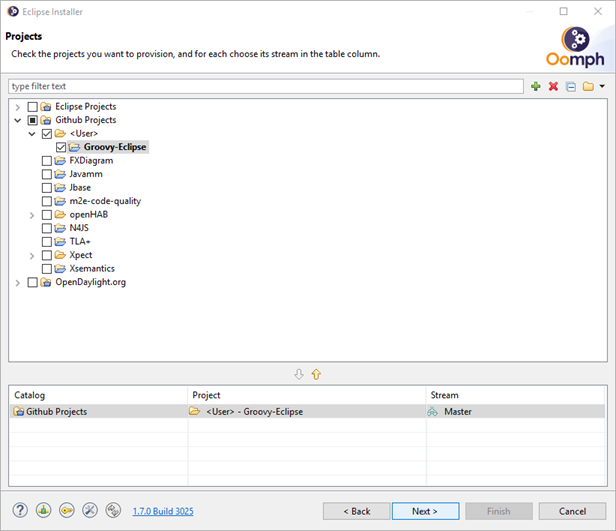 Eclipse Installer
Projects
Check the projects you want to provision, and for each choose its stream in the table column.
Oomph
type filter text
Eclipse Projects
Github Projects
<User>
Groovy-Eclipse
FXDiagram
Javamm
Jbase
m2e-code-quality
openHAB
N4JS
TLA+
Xpect
Xsemantics
OpenDaylight.org
Catalog Project Stream
Github Projects <User> - Groovy-Eclipse Master
? 1.7.0 Build 3025 < Back Next > Finish Cancel